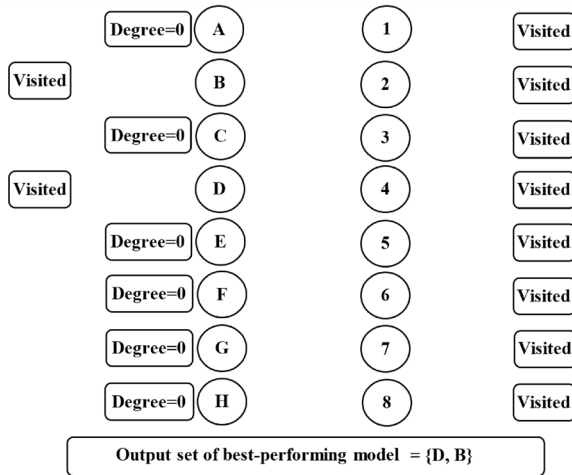 Degree=0 A 1 Visited
Visited B 2 Visited
Degree=0 C 3 Visited
Visited D 4 Visited
Degree=0 E 5 Visited
Degree=0 F 6 Visited
Degree=0 G 7 Visited
Degree=0 H 8 Visited
Output set of best-performing model = {D, B}